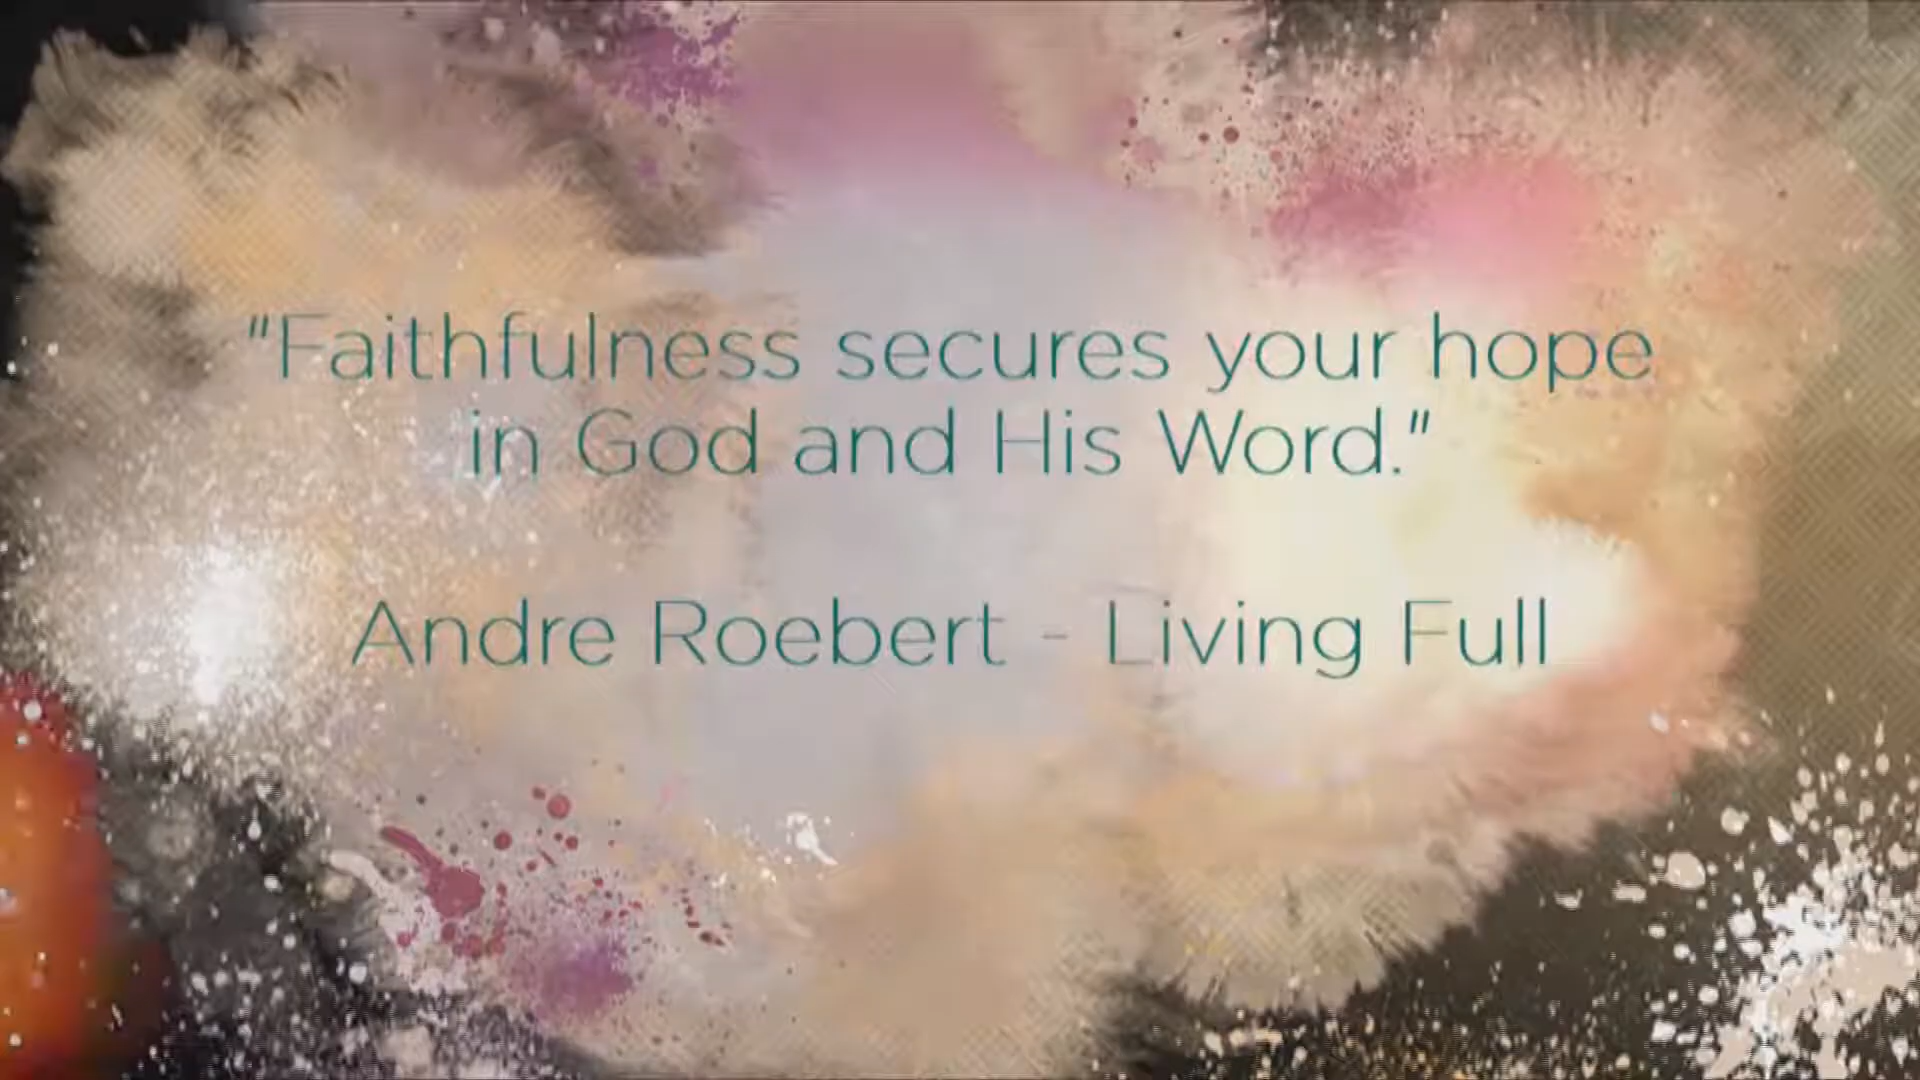 "Faithfulness secures your hope
in God and His Word."
Andre Roebert - Living Full